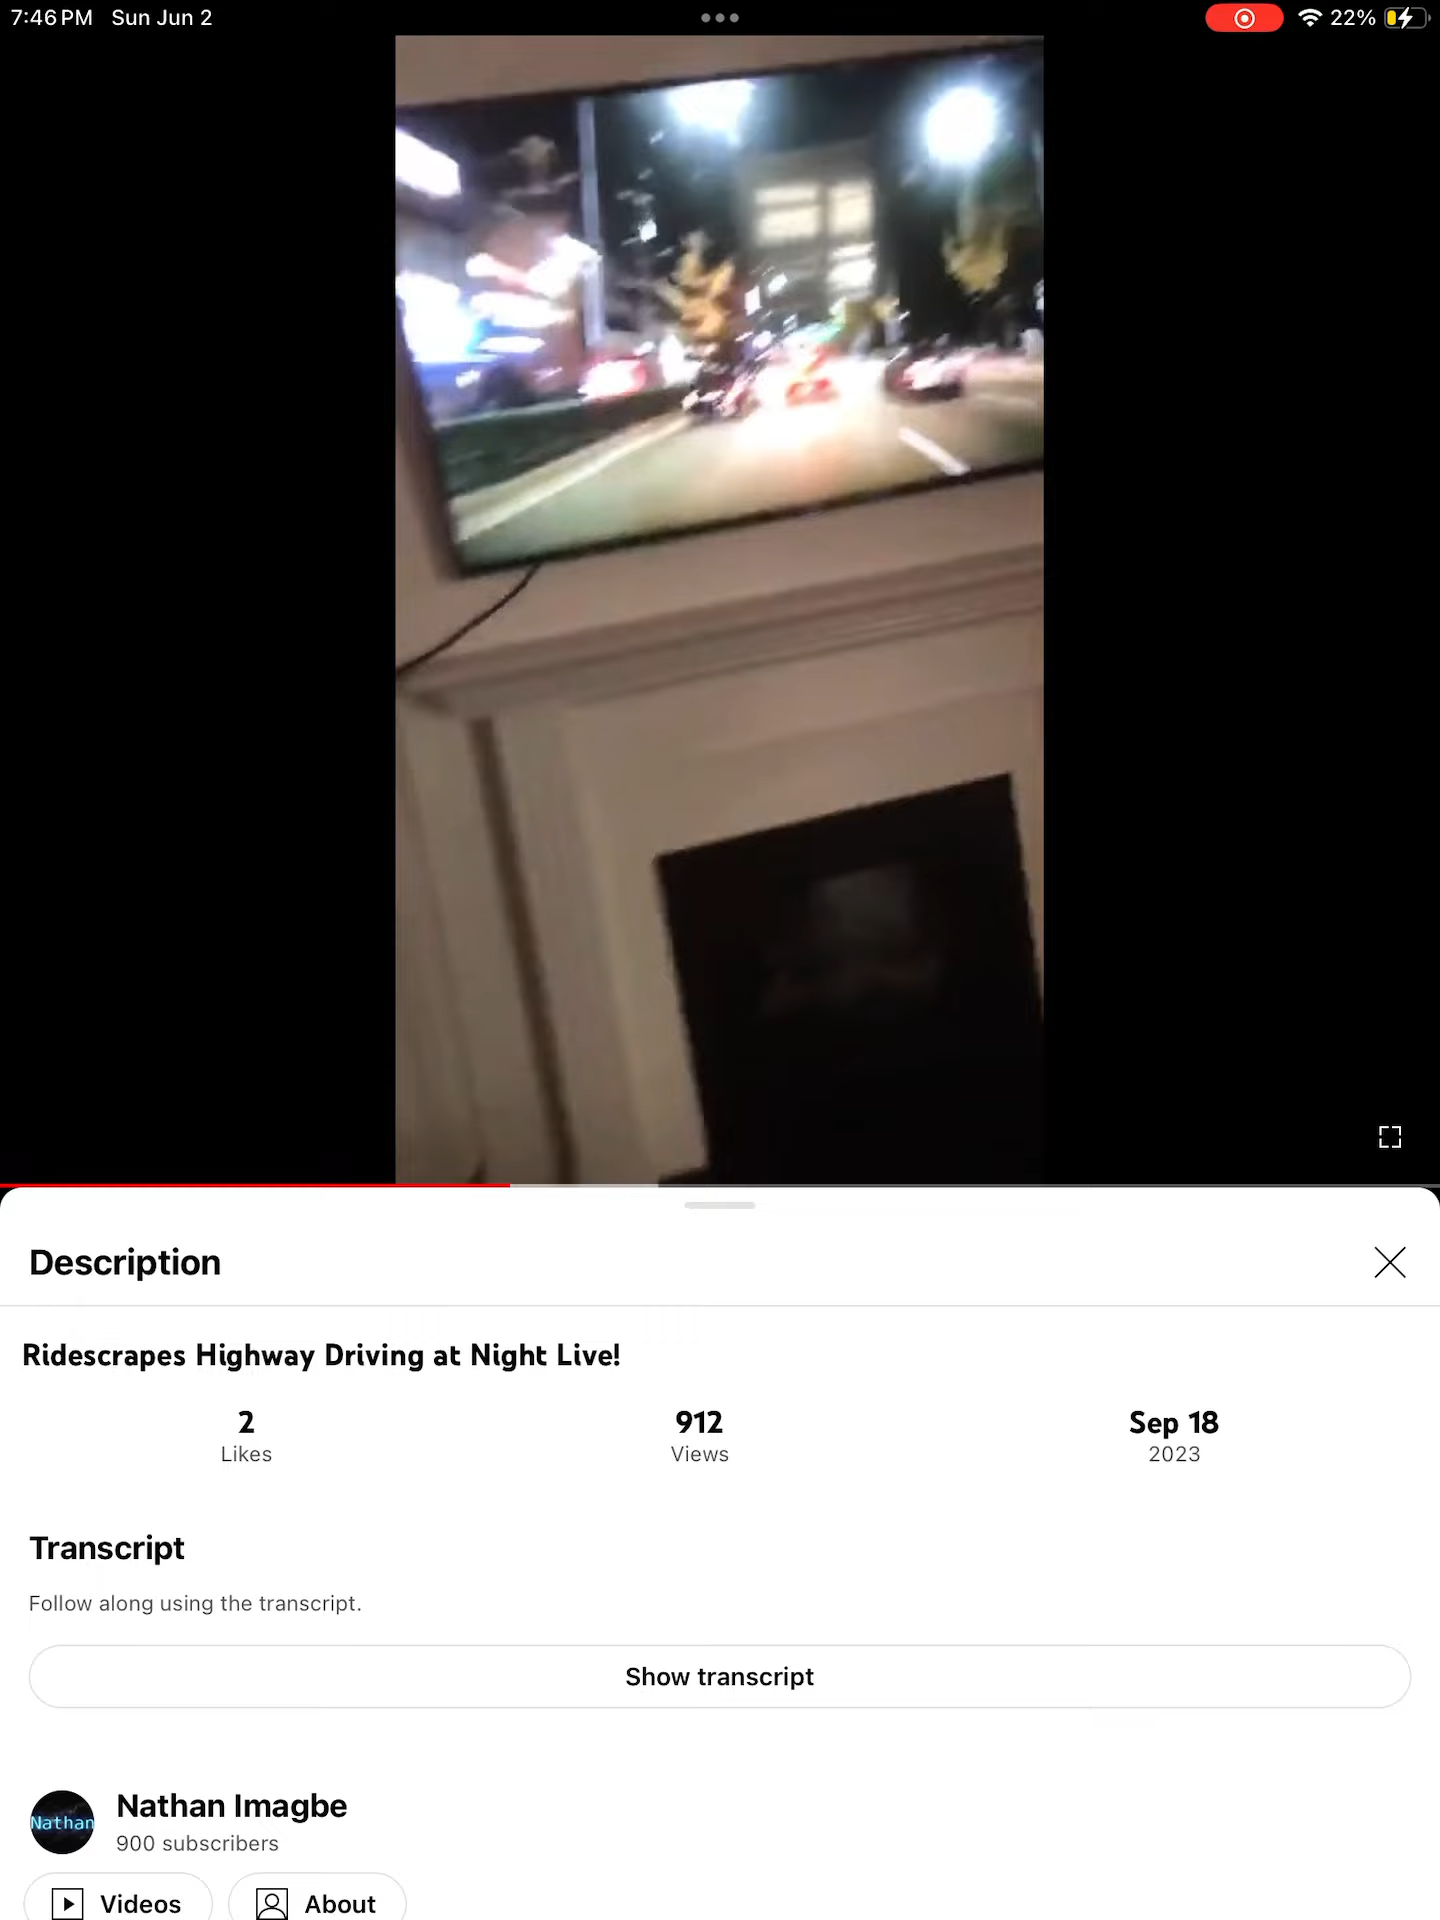 7:46 PM Sun Jun 2
22%
Description
Ridescrapes Highway Driving at Night Live!
2
Likes
912
Views
Sep 18
2023
Transcript
Follow along using the transcript.
Show transcript
Nathan
Nathan Imagbe
900 subscribers
Videos
About